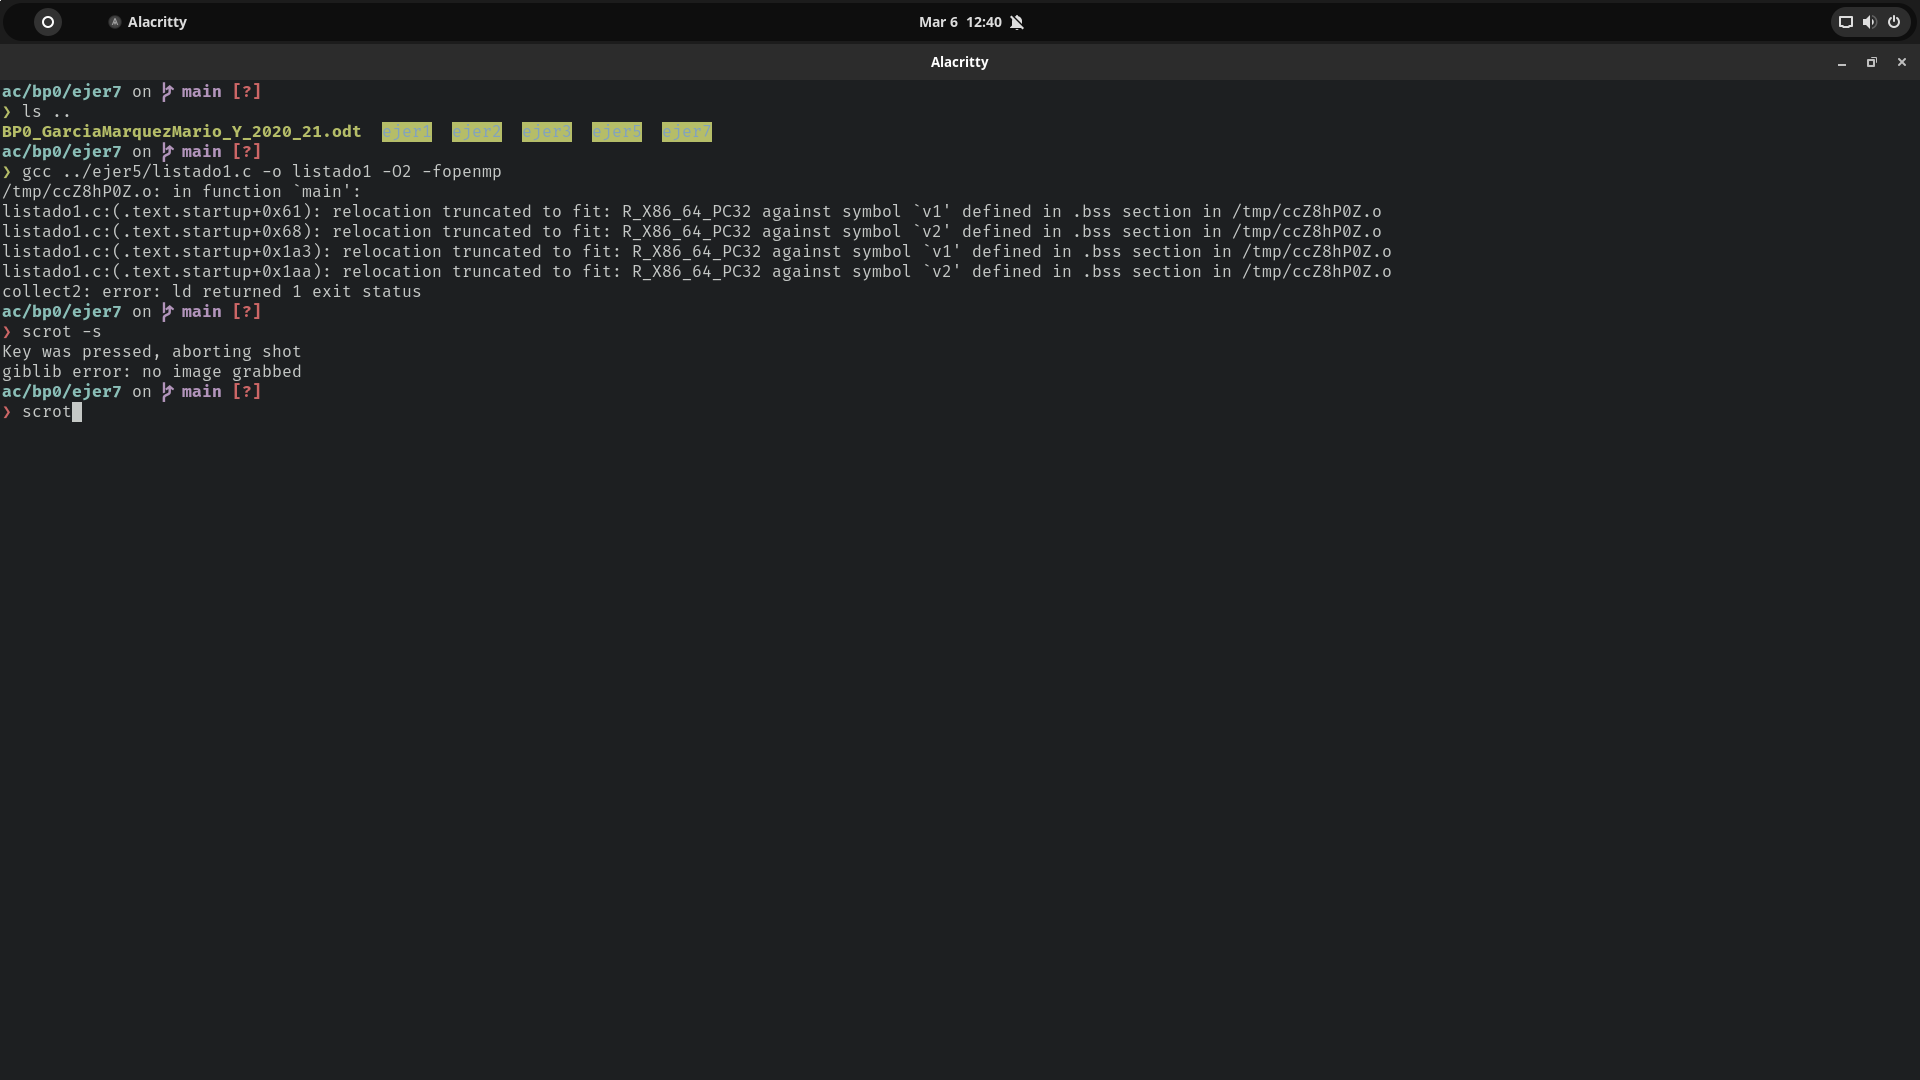 Alacritty
Mar 6 12:40
Alacritty
ac/bp0/ejer7 on main [?]
❯ ls ..
BP0_GarciaMarquezMario_Y_2020_21.odt ejer1 ejer2 ejer3 ejer5 ejer7
ac/bp0/ejer7 on main [?]
❯ gcc ../ejer5/listado1.c -o listado1 -O2 -fopenmp
/tmp/ccZ8hP0Z.o: in function `main':
listado1.c:(.text.startup+0x61): relocation truncated to fit: R_X86_64_PC32 against symbol `v1' defined in .bss section in /tmp/ccZ8hP0Z.o
listado1.c:(.text.startup+0x68): relocation truncated to fit: R_X86_64_PC32 against symbol `v2' defined in .bss section in /tmp/ccZ8hP0Z.o
listado1.c:(.text.startup+0x1a3): relocation truncated to fit: R_X86_64_PC32 against symbol `v1' defined in .bss section in /tmp/ccZ8hP0Z.o
listado1.c:(.text.startup+0x1aa): relocation truncated to fit: R_X86_64_PC32 against symbol `v2' defined in .bss section in /tmp/ccZ8hP0Z.o
collect2: error: ld returned 1 exit status
ac/bp0/ejer7 on main [?]
❯ scrot -s
Key was pressed, aborting shot
giblib error: no image grabbed
ac/bp0/ejer7 on main [?]
❯ scrot